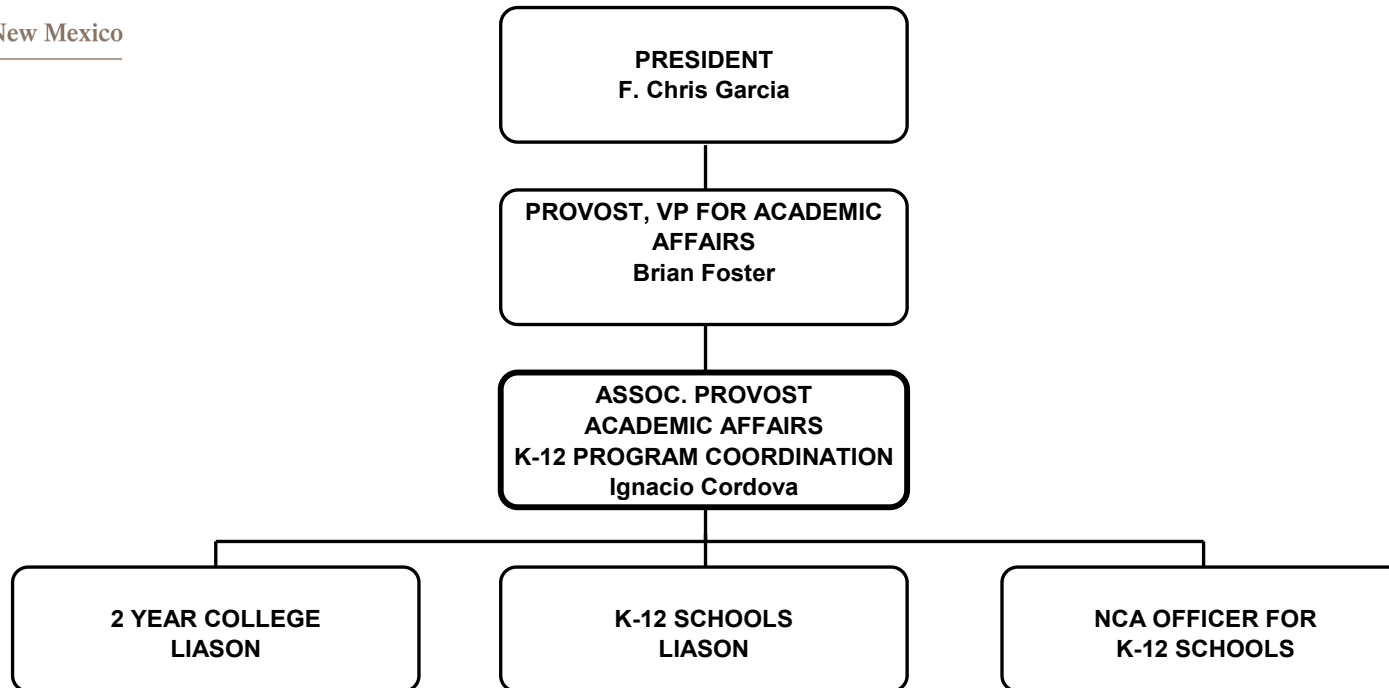 New Mexico
PRESIDENT
F. Chris Garcia
PROVOST, VP FOR ACADEMIC
AFFAIRS
Brian Foster
ASSOC. PROVOST
ACADEMIC AFFAIRS
K-12 PROGRAM COORDINATION
Ignacio Cordova
2 YEAR COLLEGE
LIASON
K-12 SCHOOLS
LIASON
NCA OFFICER FOR
K-12 SCHOOLS